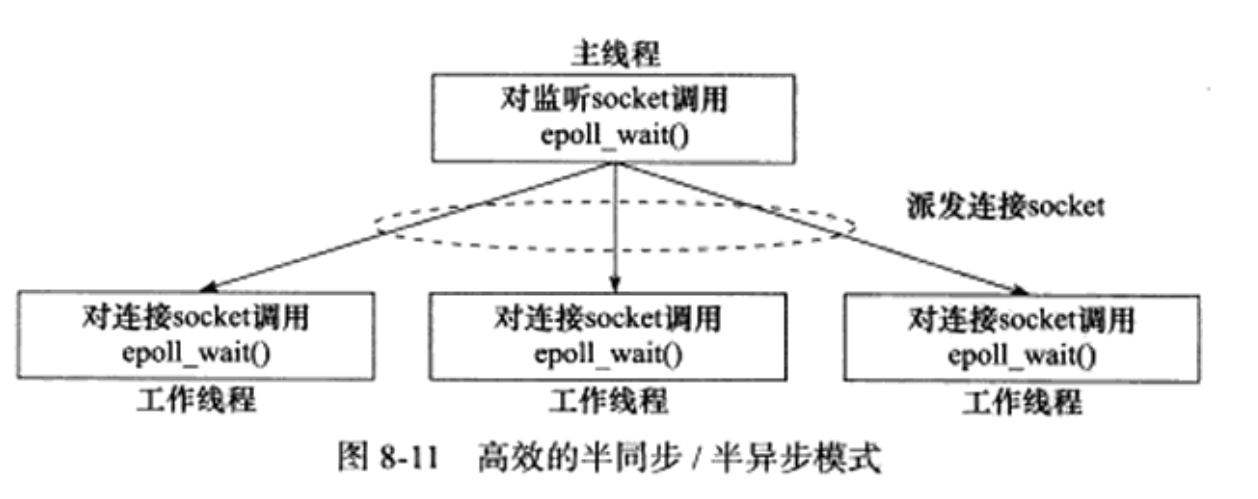 主线程
对监听socket调用
epoll_wait()
派发连接socket
对连接socket调用
epoll_wait()
工作线程
对连接socket调用
epoll_wait()
工作线程
对连接socket调用
epoll_wait()
工作线程
图 8-11 高效的半同步 / 半异步模式